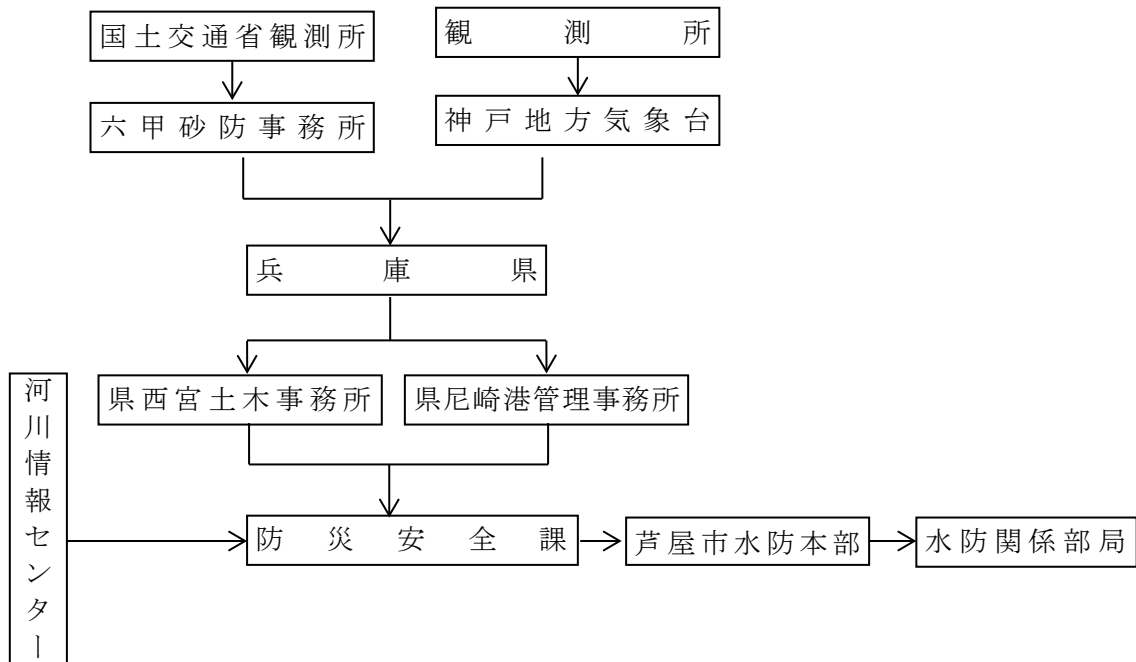 国土交通省観測所
観測所
六甲砂防事務所
神戸地方気象台
兵庫県
県西宮土木事務所
県尼崎港管理事務所
河川情報センター
防災安全課
芦屋市水防本部
水防関係部局